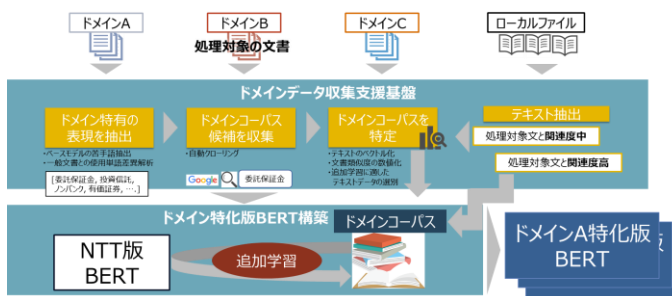 ドメインA
ドメインB
ドメインC
ローカルファイル
処理対象の文書
ドメインデータ収集支援基盤
ドメイン特有の
表現を抽出
・ベースモデルの苦手語抽出
・一般文書との使用単語差異解析
[委託保証金, 投資信託,
ノンバンク, 有価証券, ….]
ドメインコーパス
候補を収集
・自動クローリング
Google
委託保証金
ドメインコーパスを
特定
・テキストのベクトル化
・文書類似度の数値化
・追加学習に適した
テキストデータの選別
テキスト抽出
処理対象文と関連度中
処理対象文と関連度高
ドメイン特化版BERT構築
ドメインコーパス
NTT版
BERT
追加学習
ドメインA特化版
BERT